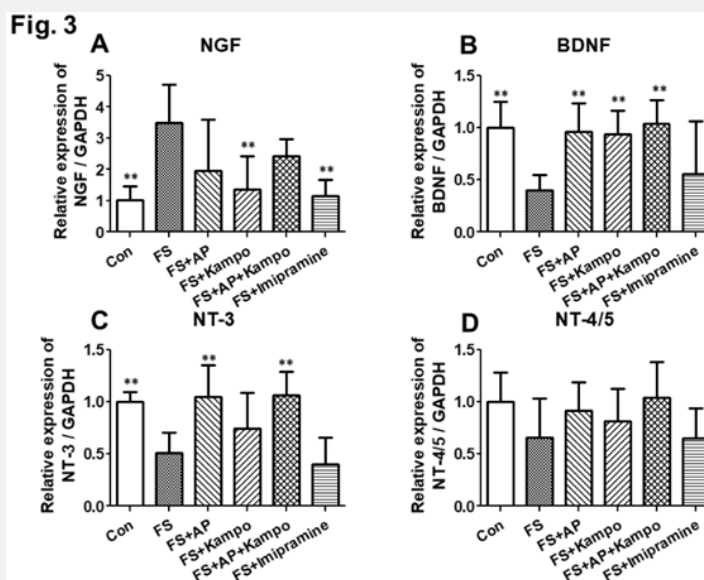 Fig. 3
A
NGF
Relative expression of
NGF / GAPDH
5
4
3
2
1
0
**
**
**
Con
FS
FS+AP
FS+Kampo
FS+AP+Kampo
FS+Imipramine
B
BDNF
Relative expression of
BDNF / GAPDH
1.5
1.0
0.5
0.0
**
**
**
**
Con
FS
FS+AP
FS+Kampo
FS+AP+Kampo
FS+Imipramine
C
NT-3
Relative expression of
NT-3 / GAPDH
1.5
1.0
0.5
0.0
**
**
**
Con
FS
FS+AP
FS+Kampo
FS+AP+Kampo
FS+Imipramine
D
NT-4/5
Relative expression of
NT-4/5 / GAPDH
1.5
1.0
0.5
0.0
Con
FS
FS+AP
FS+Kampo
FS+AP+Kampo
FS+Imipramine